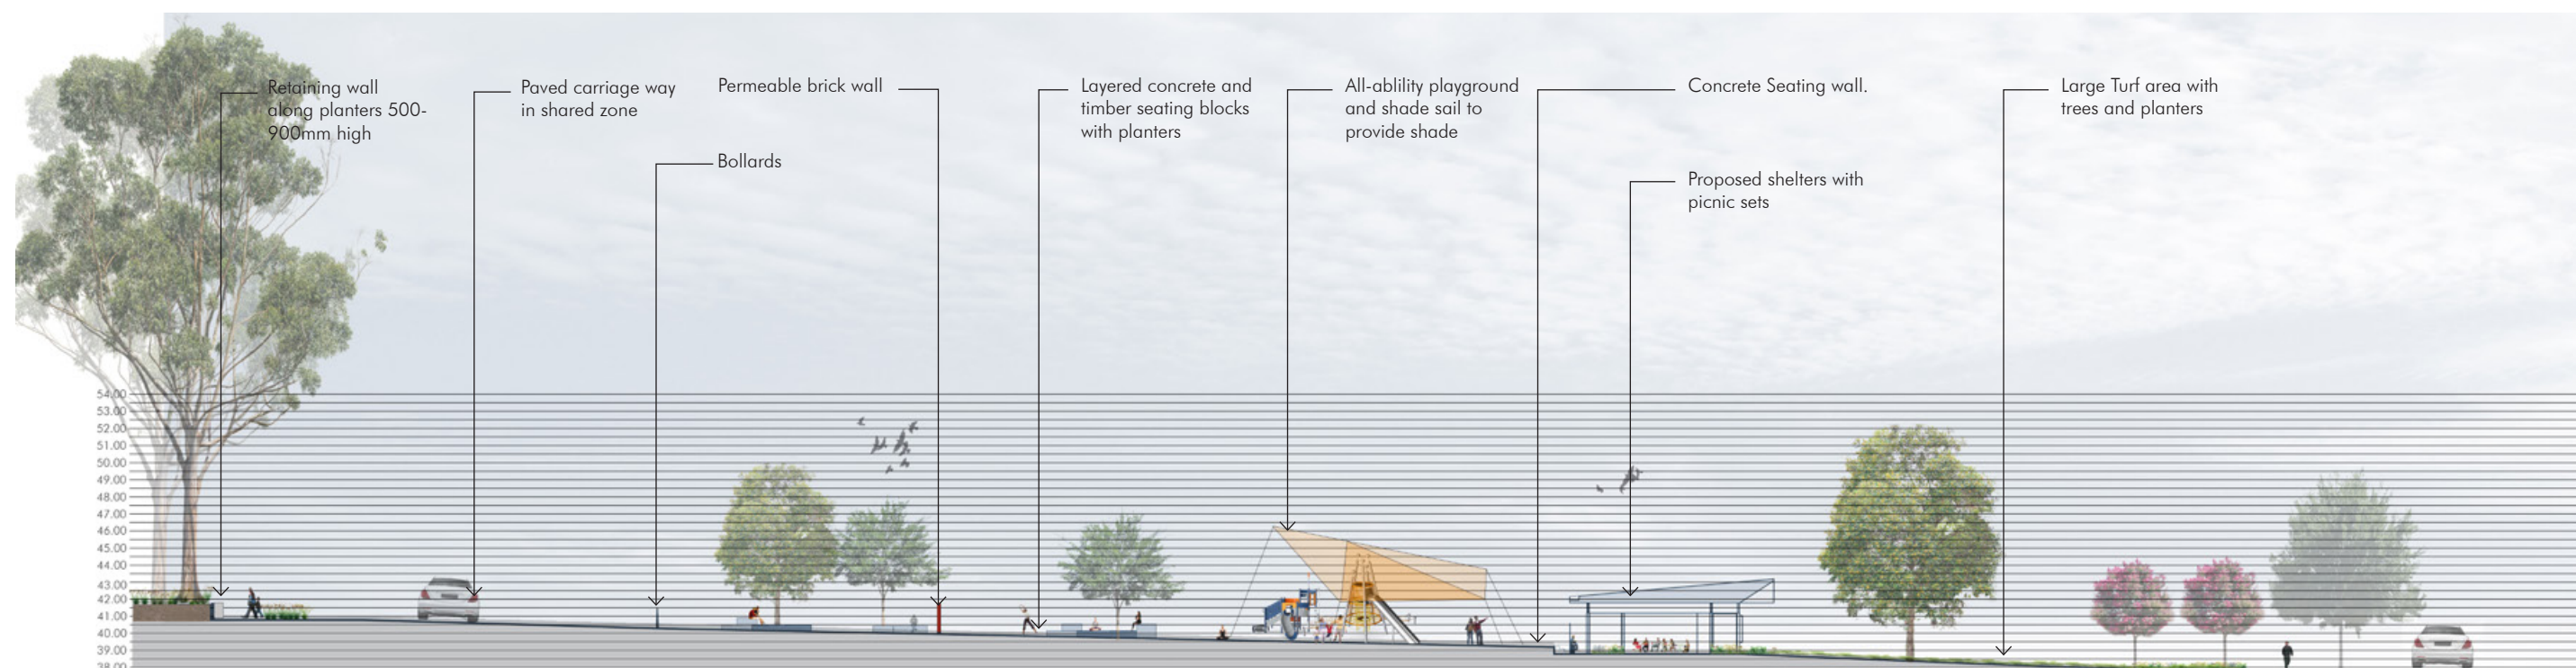 Retaining wall
along planters 500-
900mm high
Paved carriage way
in shared zone
Permeable brick wall
Bollards
Layered concrete and
timber seating blocks
with planters
All-ablility playground
and shade sail to
provide shade
Concrete Seating wall.
Proposed shelters with
picnic sets
Large Turf area with
trees and planters
54.00
53.00
52.00
51.00
50.00
49.00
48.00
47.00
46.00
45.00
44.00
43.00
42.00
41.00
40.00
39.00
38.00